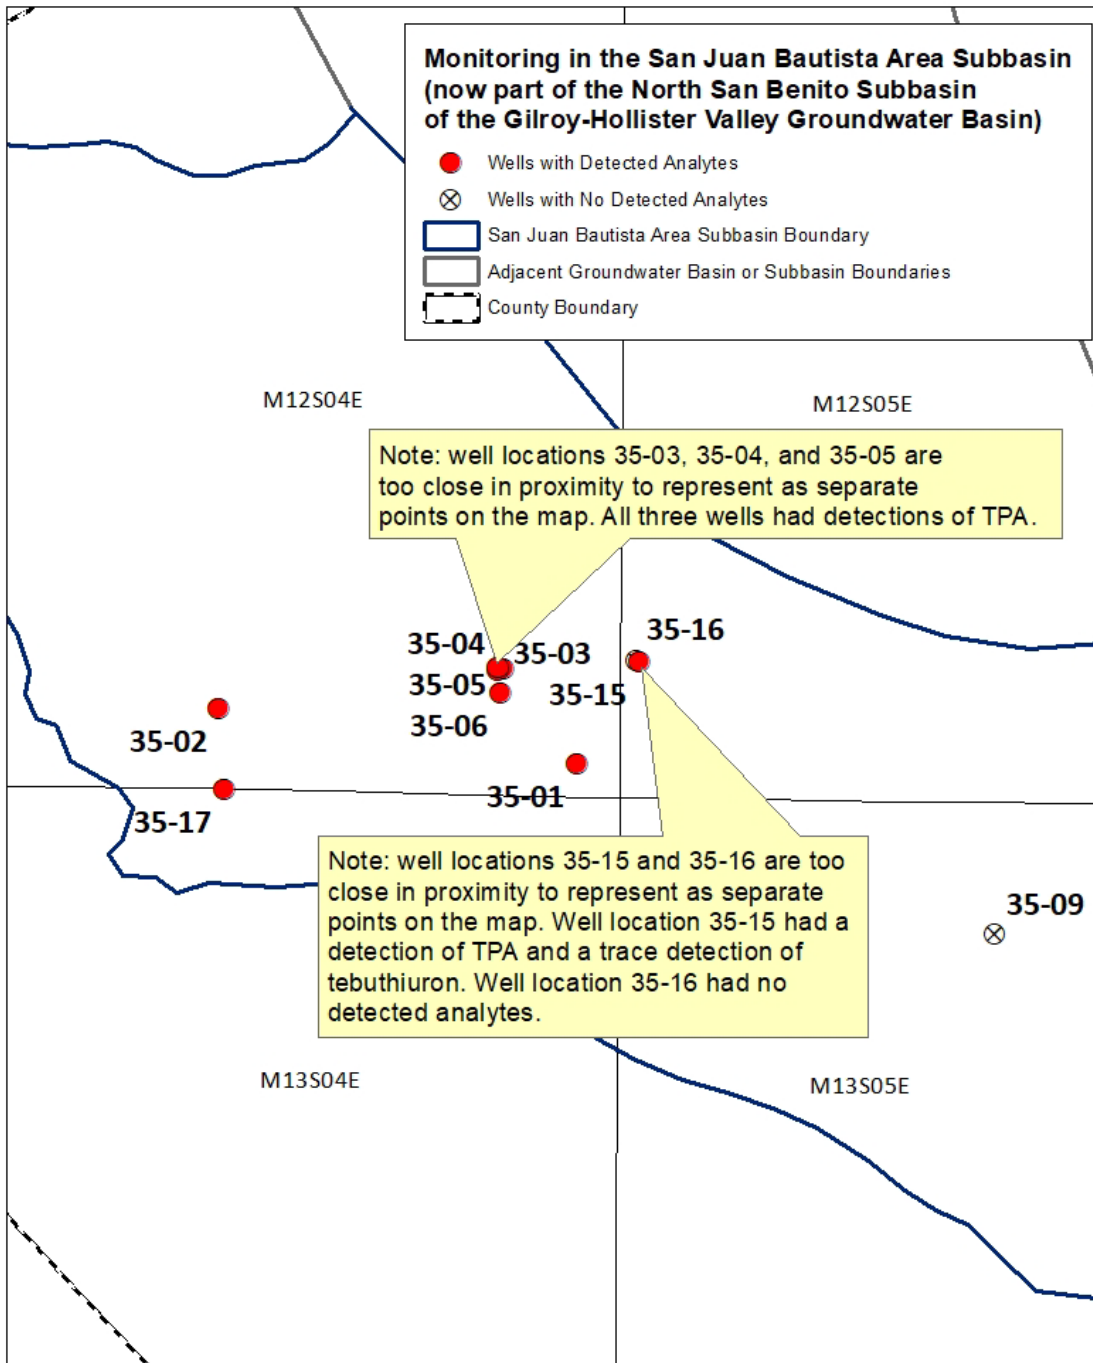 Monitoring in the San Juan Bautista Area Subbasin
(now part of the North San Benito Subbasin
of the Gilroy-Hollister Valley Groundwater Basin)
Wells with Detected Analytes
Wells with No Detected Analytes
San Juan Bautista Area Subbasin Boundary
Adjacent Groundwater Basin or Subbasin Boundaries
County Boundary
M12S04E
M12S05E
Note: well locations 35-03, 35-04, and 35-05 are
too close in proximity to represent as separate
points on the map. All three wells had detections of TPA.
35-16
35-04
35-03
35-05
35-15
35-06
35-02
35-01
35-17
Note: well locations 35-15 and 35-16 are too
close in proximity to represent as separate
points on the map. Well location 35-15 had a
detection of TPA and a trace detection of
tebuthiuron. Well location 35-16 had no
detected analytes.
35-09
M13S04E
M13S05E